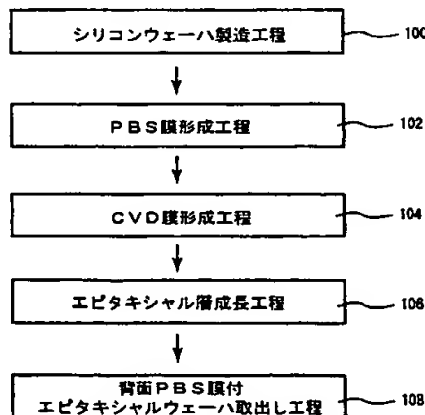 シリコンウェーハ製造工程
100
PBS膜形成工程
102
CVD膜形成工程
104
エピタキシャル層成長工程
106
背面PBS膜付
エピタキシャルウェーハ取出し工程
108